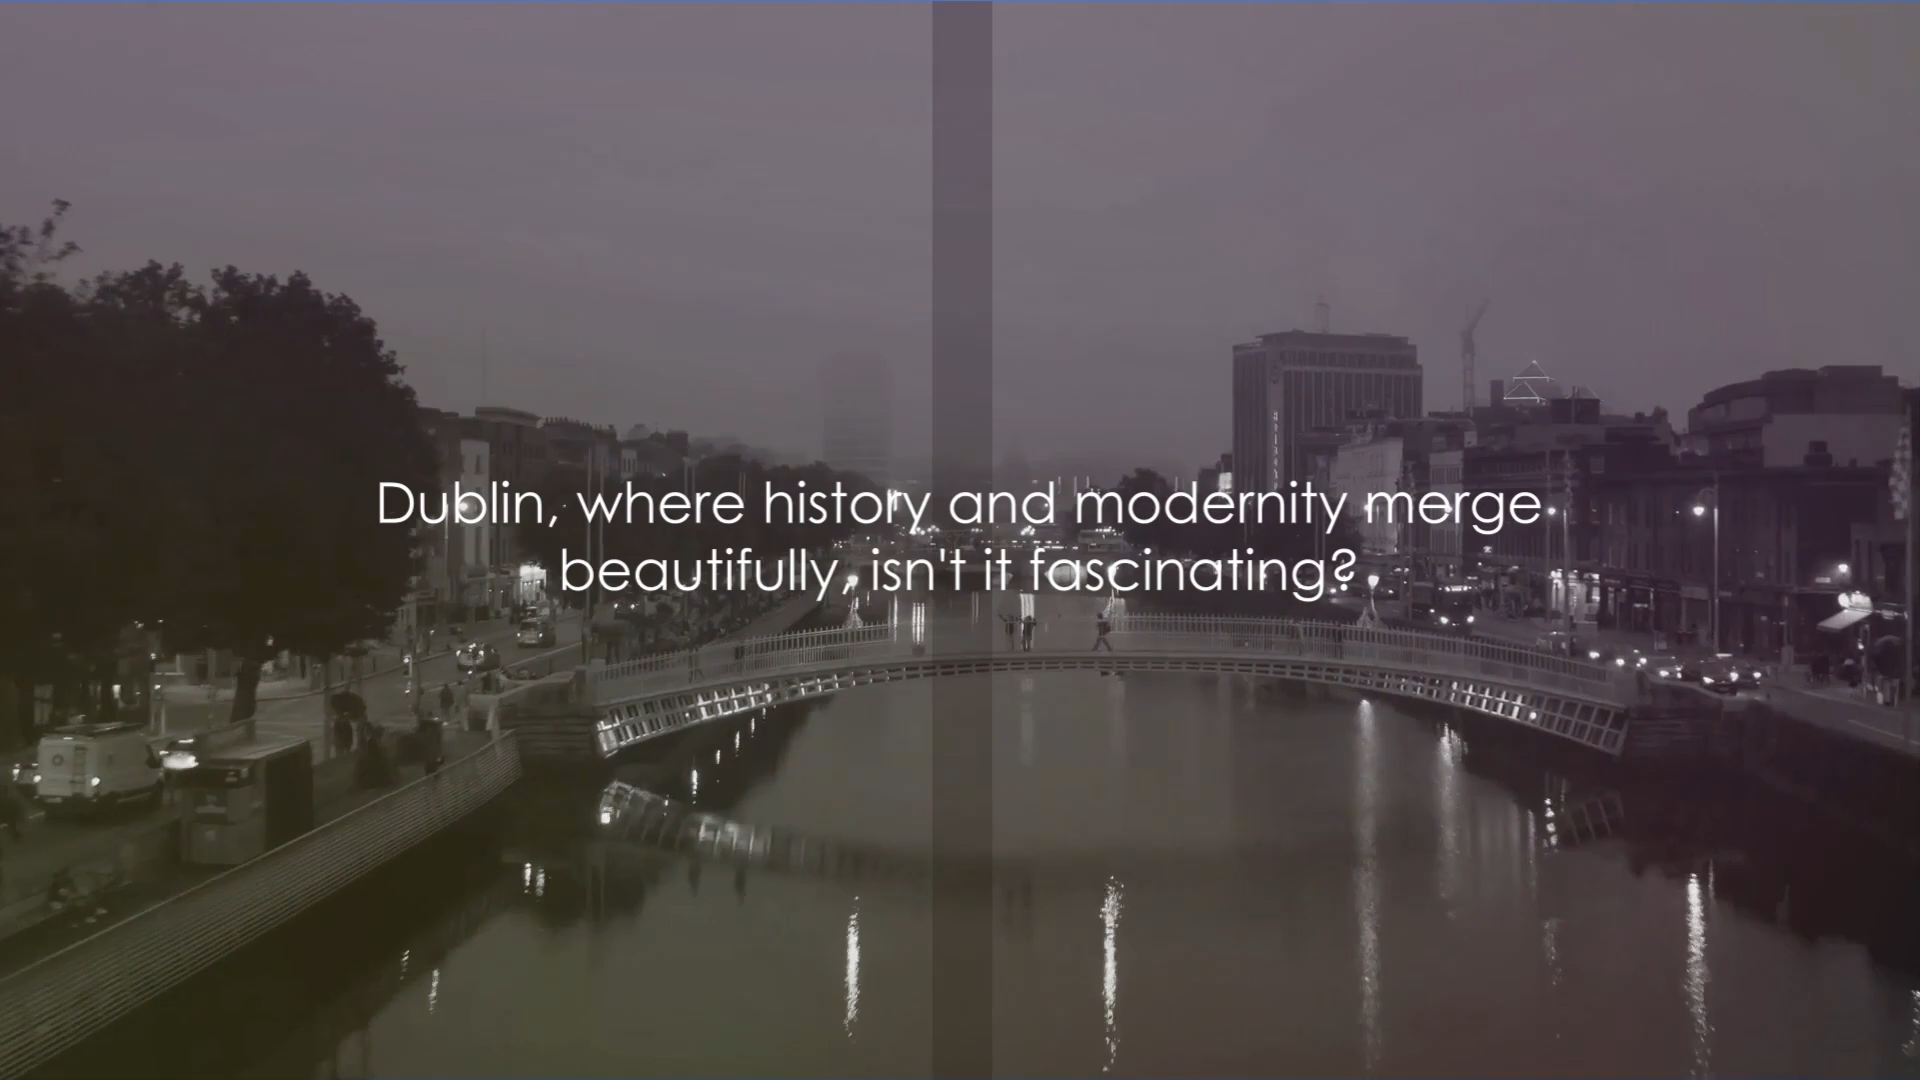 Dublin, where history and modernity merge
beautifully, isn't it fascinating?